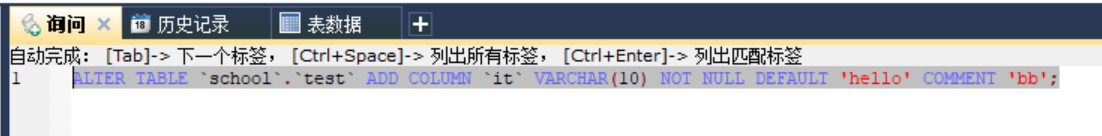 询问 × 18 历史记录 表数据 +
自动完成： [Tab]-> 下一个标签， [Ctrl+Space]-> 列出所有标签， [Ctrl+Enter]-> 列出匹配标签
1 ALTER TABLE `school`.`test` ADD COLUMN `it` VARCHAR(10) NOT NULL DEFAULT 'hello' COMMENT 'bb';